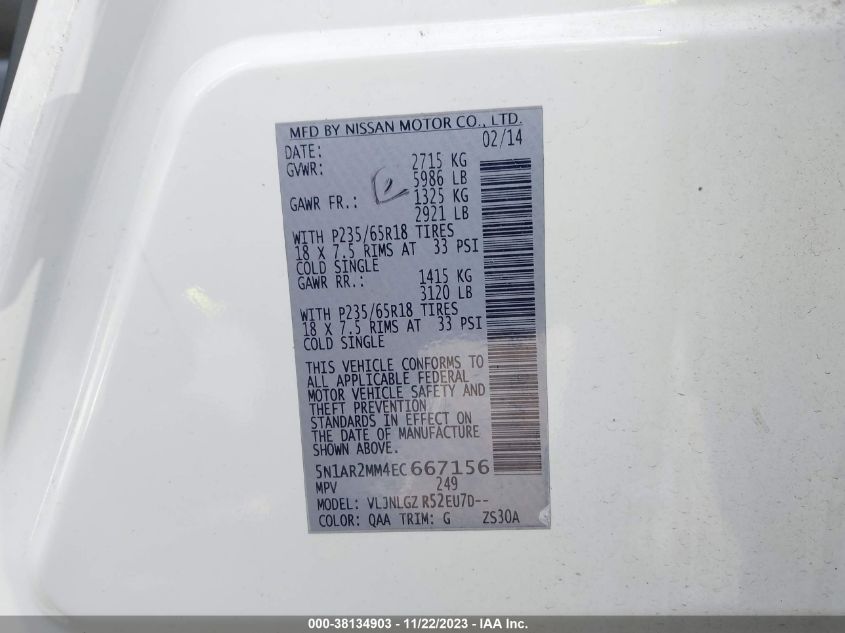 MFD BY NISSAN MOTOR CO., LTD.
DATE: 02/14
GVWR: 2715 KG
5986 LB
GAWR FR.: 1325 KG
2921 LB
WITH P235/65R18 TIRES
18 X 7.5 RIMS AT 33 PSI
COLD SINGLE
GAWR RR.: 1415 KG
3120 LB
WITH P235/65R18 TIRES
18 X 7.5 RIMS AT 33 PSI
COLD SINGLE
THIS VEHICLE CONFORMS TO
ALL APPLICABLE FEDERAL
MOTOR VEHICLE SAFETY AND
THEFT PREVENTION
STANDARDS IN EFFECT ON
THE DATE OF MANUFACTURE
SHOWN ABOVE.
5N1AR2MM4EC667156
MPV 249
MODEL: VLJNLGZ R52EU7D--
COLOR: QAA TRIM: G ZS30A
000-38134903 - 11/22/2023 - IAA Inc.